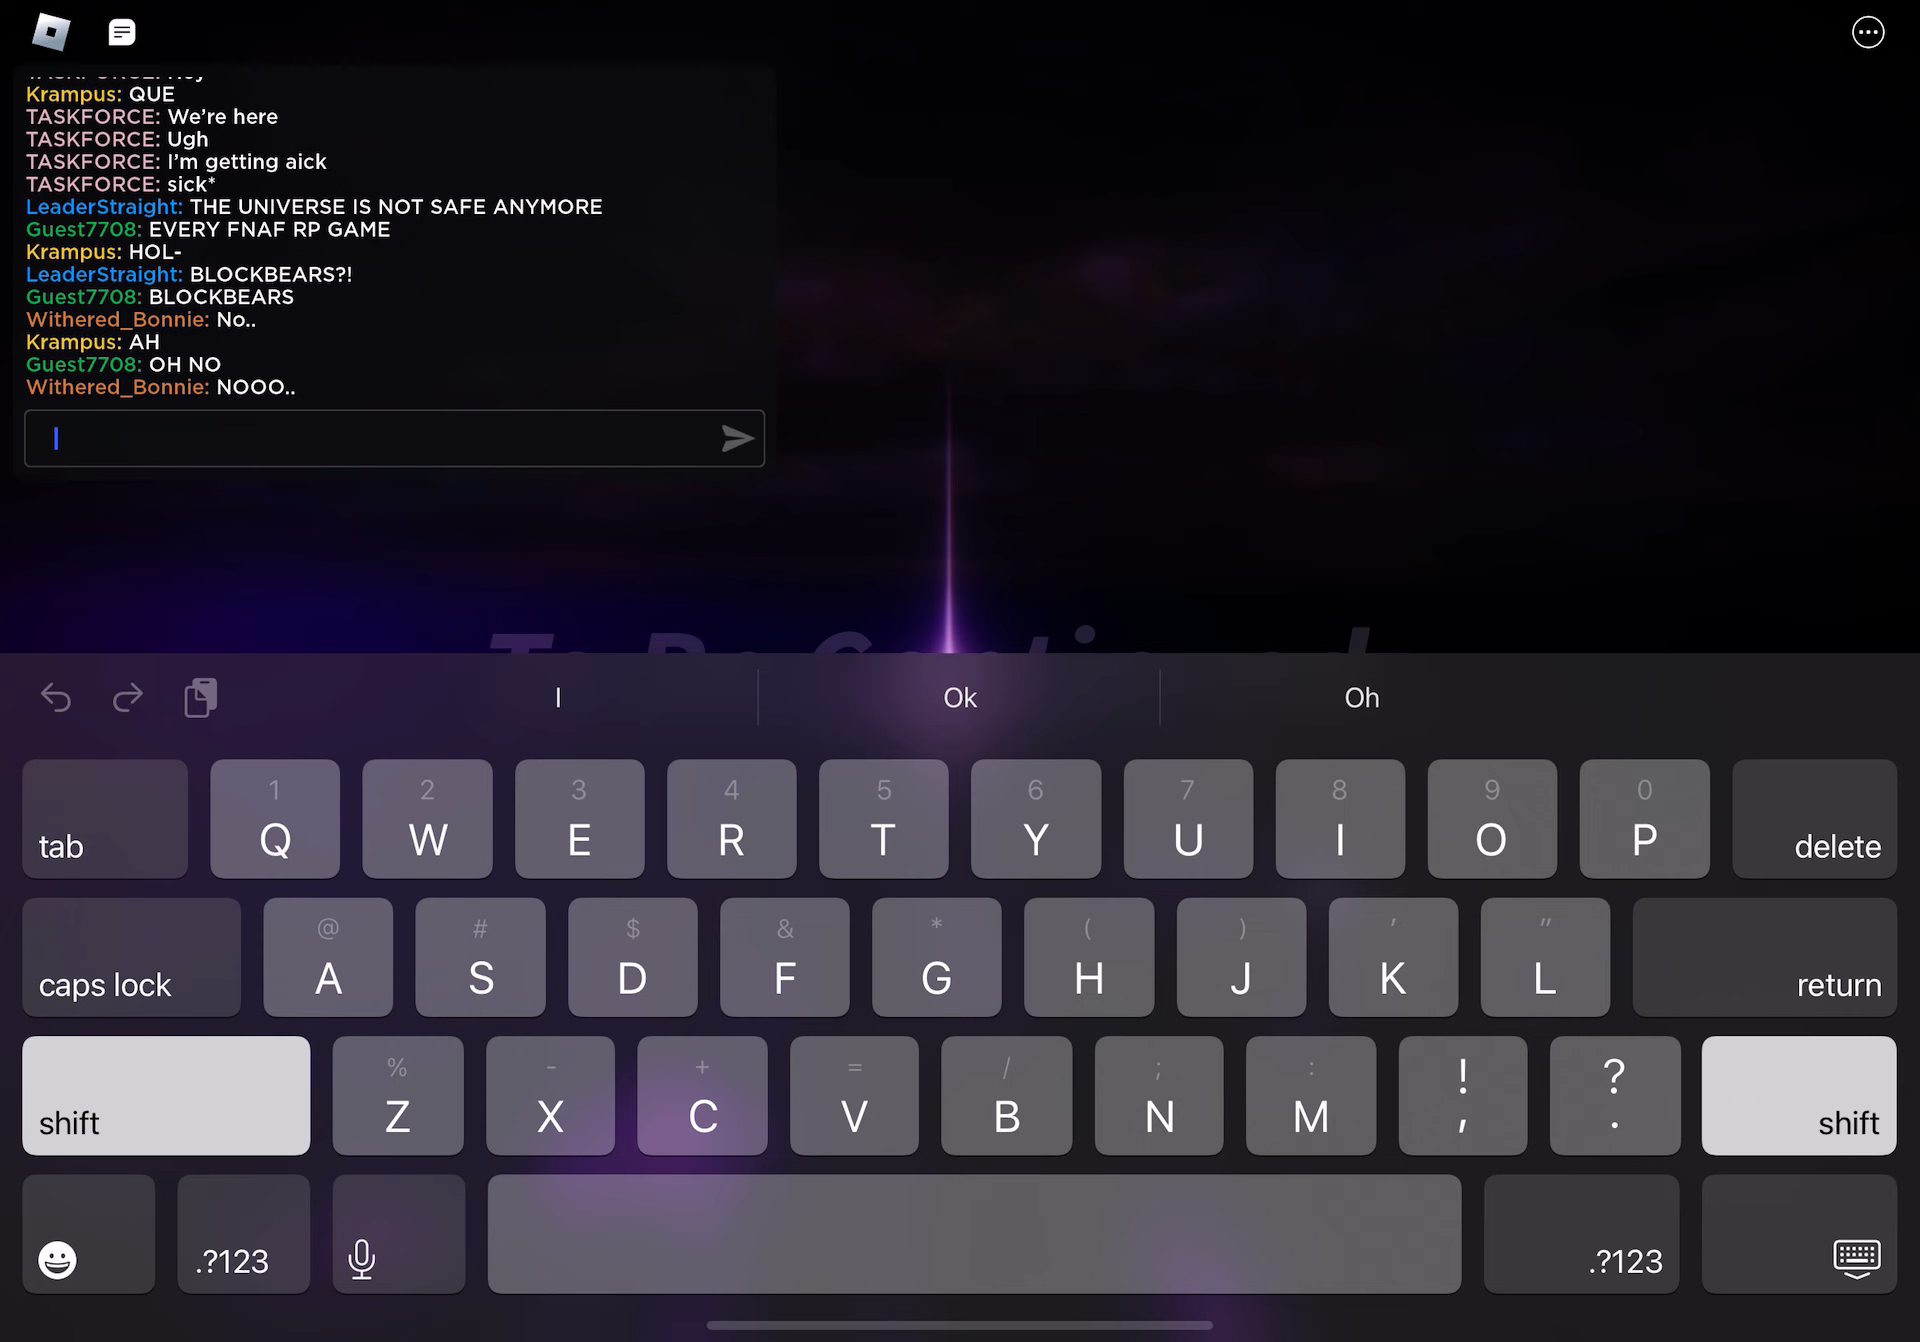 Krampus: QUE
TASKFORCE: We’re here
TASKFORCE: Ugh
TASKFORCE: I’m getting aick
TASKFORCE: sick*
LeaderStraight: THE UNIVERSE IS NOT SAFE ANYMORE
Guest7708: EVERY FNAF RP GAME
Krampus: HOL-
LeaderStraight: BLOCKBEARS?!
Guest7708: BLOCKBEARS
Withered_Bonnie: No..
Krampus: AH
Guest7708: OH NO
Withered_Bonnie: NOOO..
I Ok Oh
1 2 3 4 5 6 7 8 9 0
tab Q W E R T Y U I O P delete
@ # $ & * ( ) ' "
caps lock A S D F G H J K L return
% - + = / ; : ! ?
shift Z X C V B N M , . shift
.?123 .?123